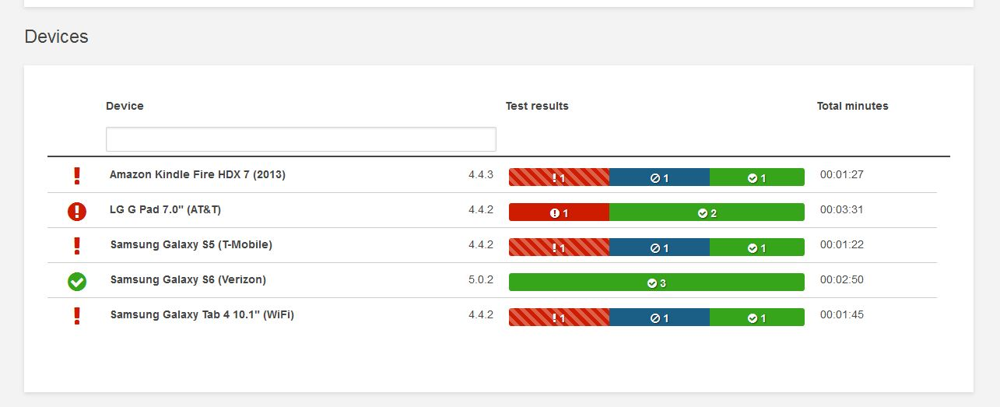 Devices
Device Test results Total minutes
Amazon Kindle Fire HDX 7 (2013) 4.4.3 1 1 1 00:01:27
LG G Pad 7.0" (AT&T) 4.4.2 1 2 00:03:31
Samsung Galaxy S5 (T-Mobile) 4.4.2 1 1 1 00:01:22
Samsung Galaxy S6 (Verizon) 5.0.2 3 00:02:50
Samsung Galaxy Tab 4 10.1" (WiFi) 4.4.2 1 1 1 00:01:45